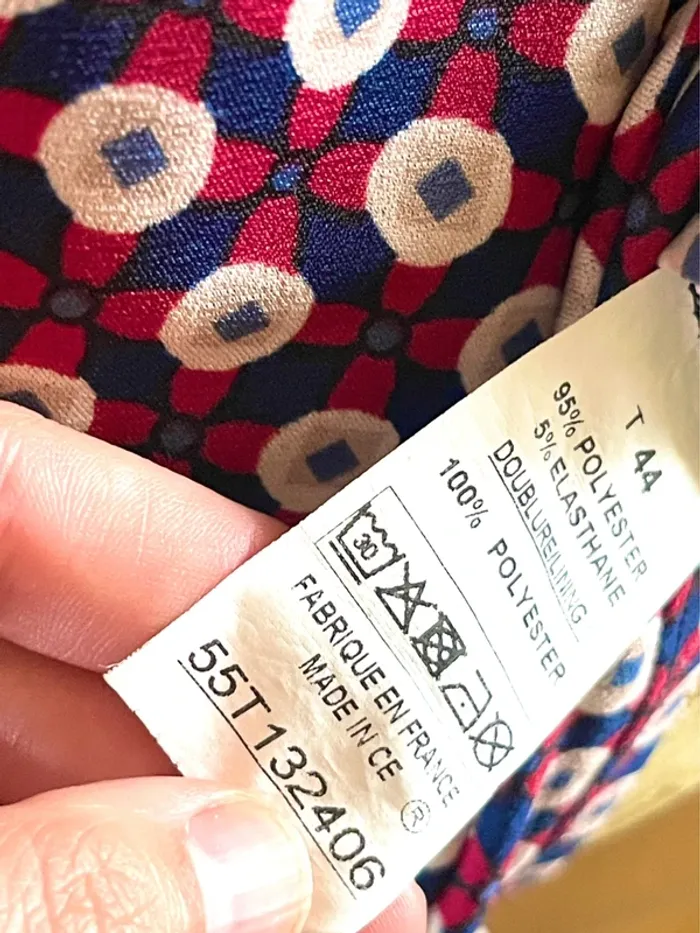 T 44
95% POLYESTER
5% ELASTHANE
DOUBLURE/LINING
100% POLYESTER
30
FABRIQUE EN FRANCE
MADE IN CE
®
55T132406